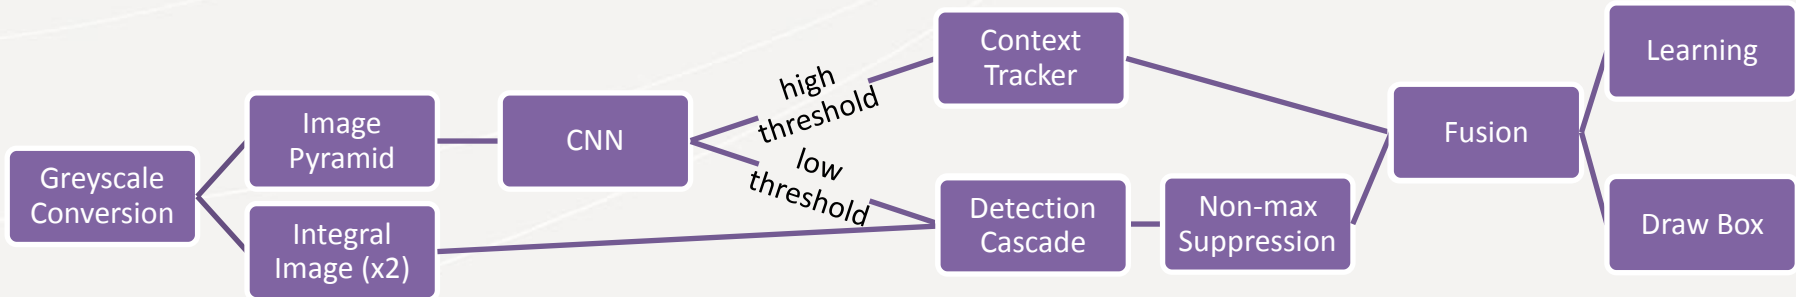 Greyscale
Conversion
Image
Pyramid
Integral
Image (x2)
CNN
high
threshold
low
threshold
Context
Tracker
Detection
Cascade
Non-max
Suppression
Fusion
Learning
Draw Box